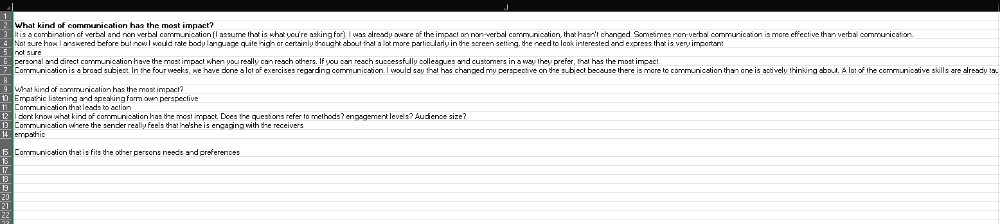 J
1
2 What kind of communication has the most impact?
3 It is a combination of verbal and non verbal communication (I assume that is what you're asking for). I was already aware of the impact on non-verbal communication, that hasn't changed. Sometimes non-verbal communication is more effective than verbal communication.
4 Not sure how I answered before but now I would rate body language quite high or certainly thought about that a lot more particularly in the screen setting, the need to look interested and express that is very important
5 not sure
6 personal and direct communication have the most impact when you really can reach others. If you can reach successfully colleagues and customers in a way they prefer, that has the most impact.
7 Communication is a broad subject. In the four weeks, we have done a lot of exercises regarding communication. I would say that has changed my perspective on the subject because there is more to communication than one is actively thinking about. A lot of the communicative skills are already tau
8
9 What kind of communication has the most impact?
10 Empathic listening and speaking form own perspective
11 Communication that leads to action
12 I dont know what kind of communication has the most impact. Does the questions refer to methods? engagement levels? Audience size?
13 Communication where the sender really feels that he/she is engaging with the receivers
14 empathic
15 Communication that is fits the other persons needs and preferences
16
17
18
19
20
21
22
23